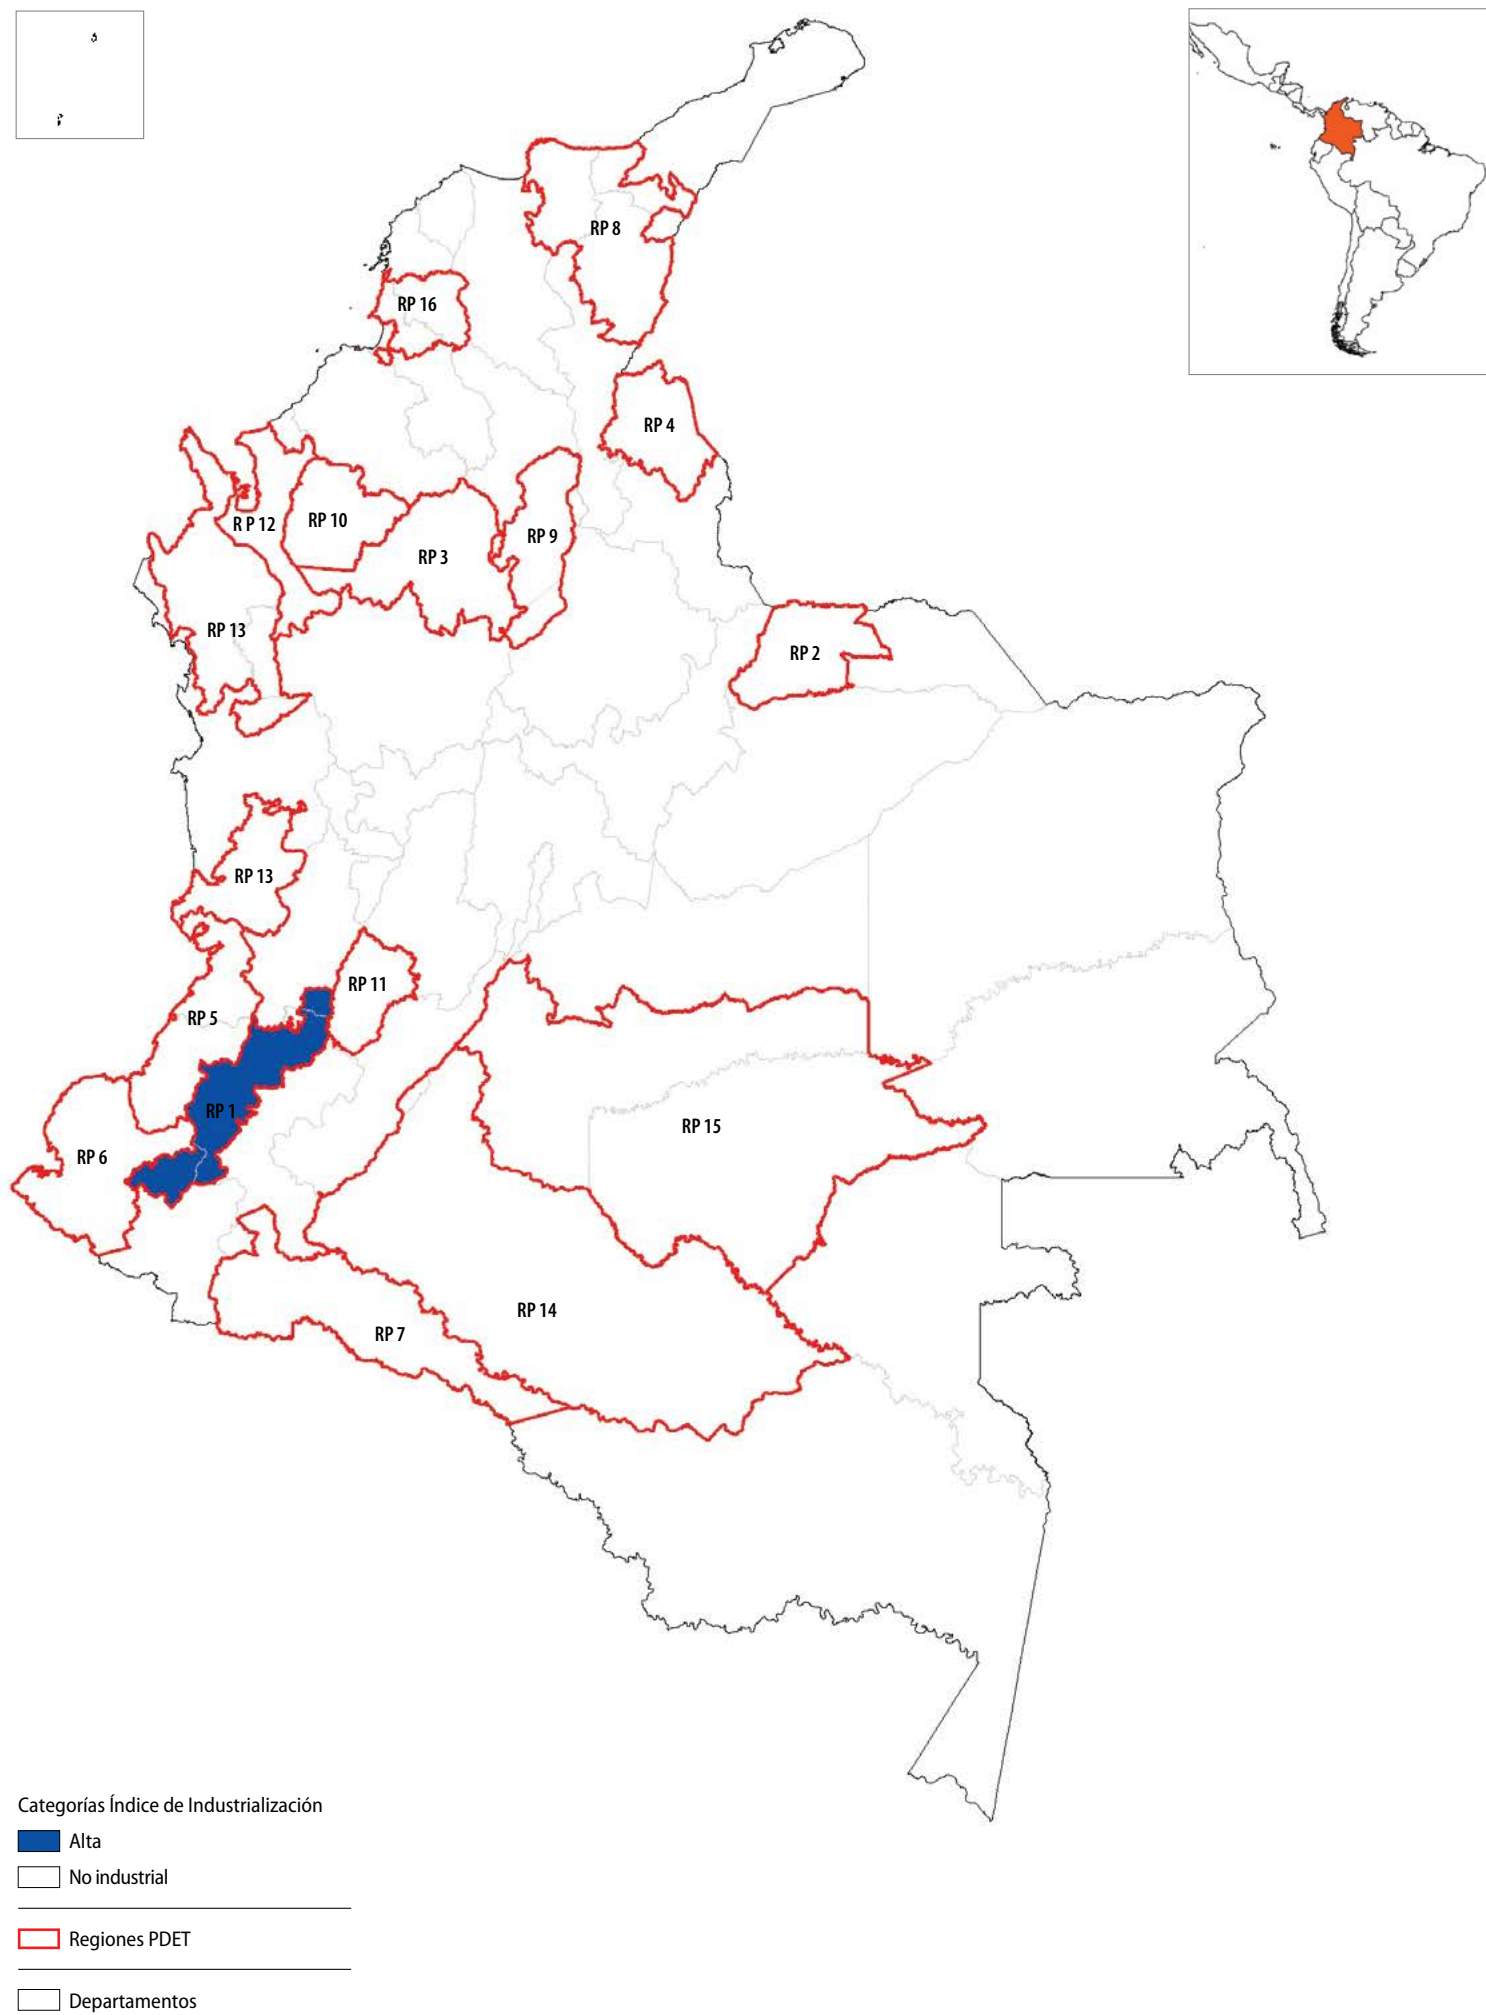 RP 8
RP 16
RP 4
R P 12
RP 10
RP 9
RP 3
RP 13
RP 2
RP 13
RP 11
RP 5
RP 1
RP 15
RP 6
RP 14
RP 7
Categorías Índice de Industrialización
Alta
No industrial
Regiones PDET
Departamentos